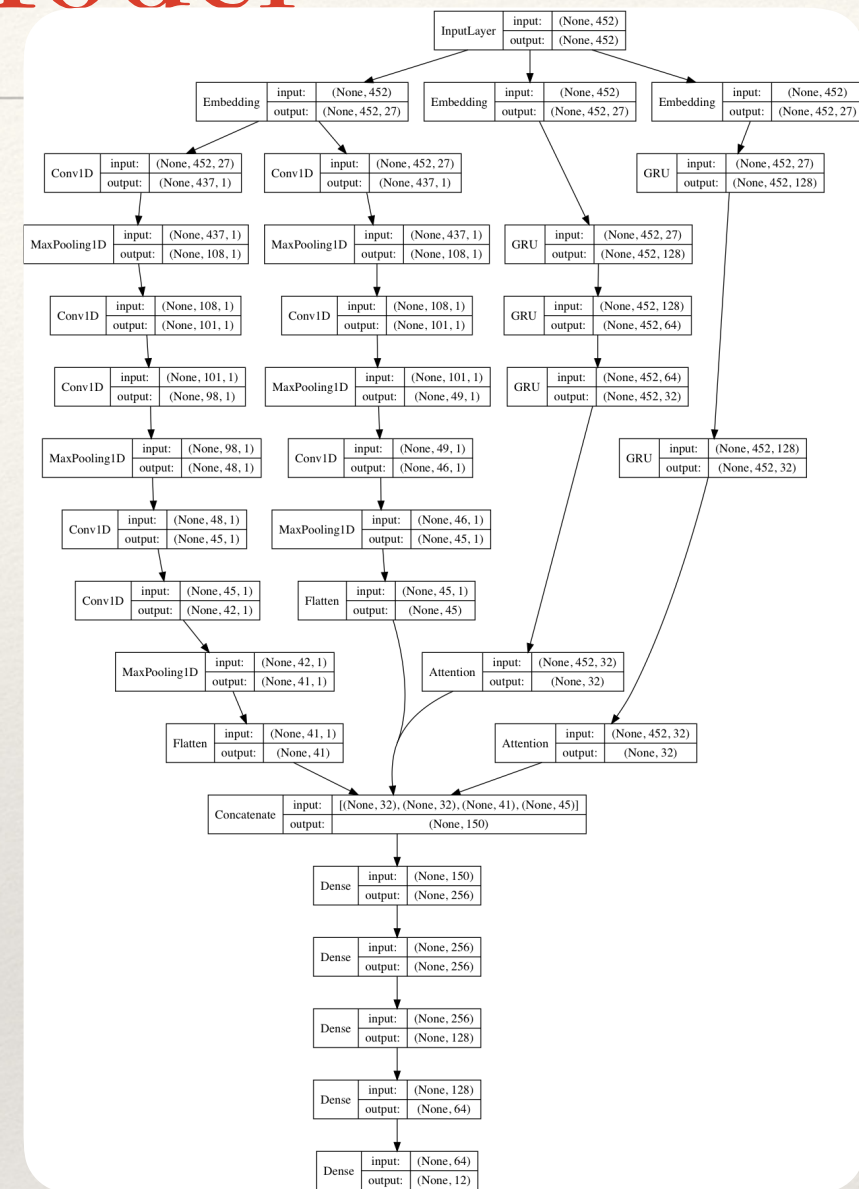 InputLayer input: (None, 452)
output: (None, 452)
Embedding input: (None, 452)
output: (None, 452, 27)
Embedding input: (None, 452)
output: (None, 452, 27)
Embedding input: (None, 452)
output: (None, 452, 27)
Conv1D input: (None, 452, 27)
output: (None, 437, 1)
Conv1D input: (None, 452, 27)
output: (None, 437, 1)
GRU input: (None, 452, 27)
output: (None, 452, 128)
MaxPooling1D input: (None, 437, 1)
output: (None, 108, 1)
MaxPooling1D input: (None, 437, 1)
output: (None, 108, 1)
GRU input: (None, 452, 27)
output: (None, 452, 128)
Conv1D input: (None, 108, 1)
output: (None, 101, 1)
Conv1D input: (None, 108, 1)
output: (None, 101, 1)
GRU input: (None, 452, 128)
output: (None, 452, 64)
Conv1D input: (None, 101, 1)
output: (None, 98, 1)
MaxPooling1D input: (None, 101, 1)
output: (None, 49, 1)
GRU input: (None, 452, 64)
output: (None, 452, 32)
MaxPooling1D input: (None, 98, 1)
output: (None, 48, 1)
Conv1D input: (None, 49, 1)
output: (None, 46, 1)
GRU input: (None, 452, 128)
output: (None, 452, 32)
Conv1D input: (None, 48, 1)
output: (None, 45, 1)
MaxPooling1D input: (None, 46, 1)
output: (None, 45, 1)
Conv1D input: (None, 45, 1)
output: (None, 42, 1)
Flatten input: (None, 45, 1)
output: (None, 45)
MaxPooling1D input: (None, 42, 1)
output: (None, 41, 1)
Attention input: (None, 452, 32)
output: (None, 32)
Flatten input: (None, 41, 1)
output: (None, 41)
Attention input: (None, 452, 32)
output: (None, 32)
Concatenate input: [(None, 32), (None, 32), (None, 41), (None, 45)]
output: (None, 150)
Dense input: (None, 150)
output: (None, 256)
Dense input: (None, 256)
output: (None, 256)
Dense input: (None, 256)
output: (None, 128)
Dense input: (None, 128)
output: (None, 64)
Dense input: (None, 64)
output: (None, 12)